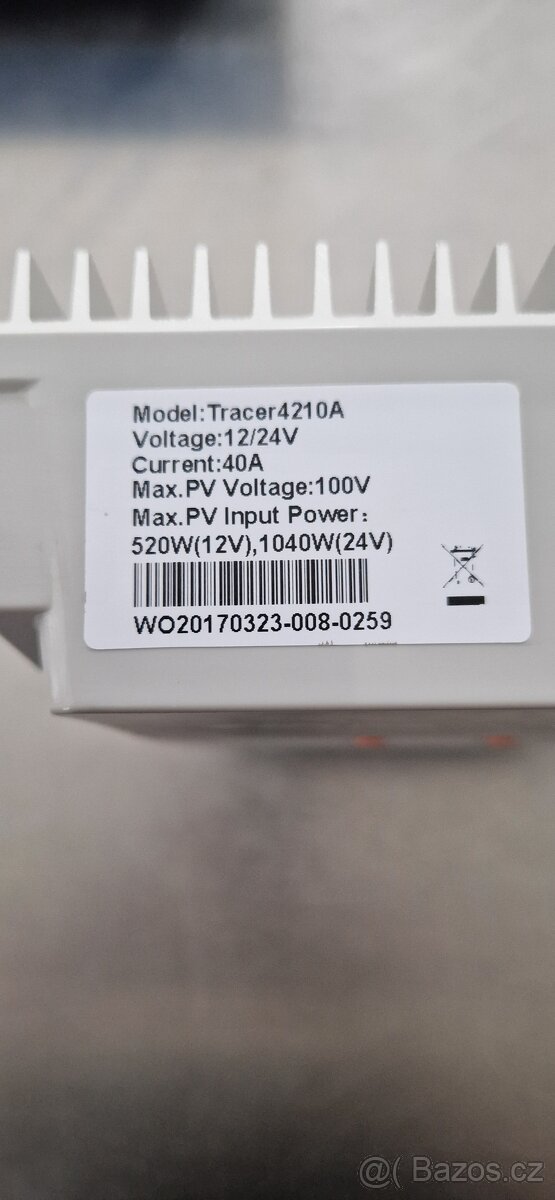 Model:Tracer4210A
Voltage:12/24V
Current:40A
Max.PV Voltage:100V
Max.PV Input Power:
520W(12V),1040W(24V)
WO20170323-008-0259
@( Bazos.cz